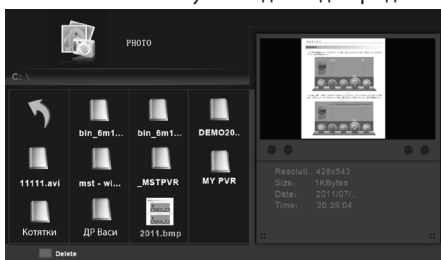 PHOTO
C: \
bin_6m1... bin_6m1... DEMO20..
11111.avi mst - wi... _MSTPVR MY PVR
Котятки ДР Васи 2011.bmp
Resoluti.. 428x543
Size: 1KBytes
Date: 2011/07/..
Time: 20:39:04
Delete